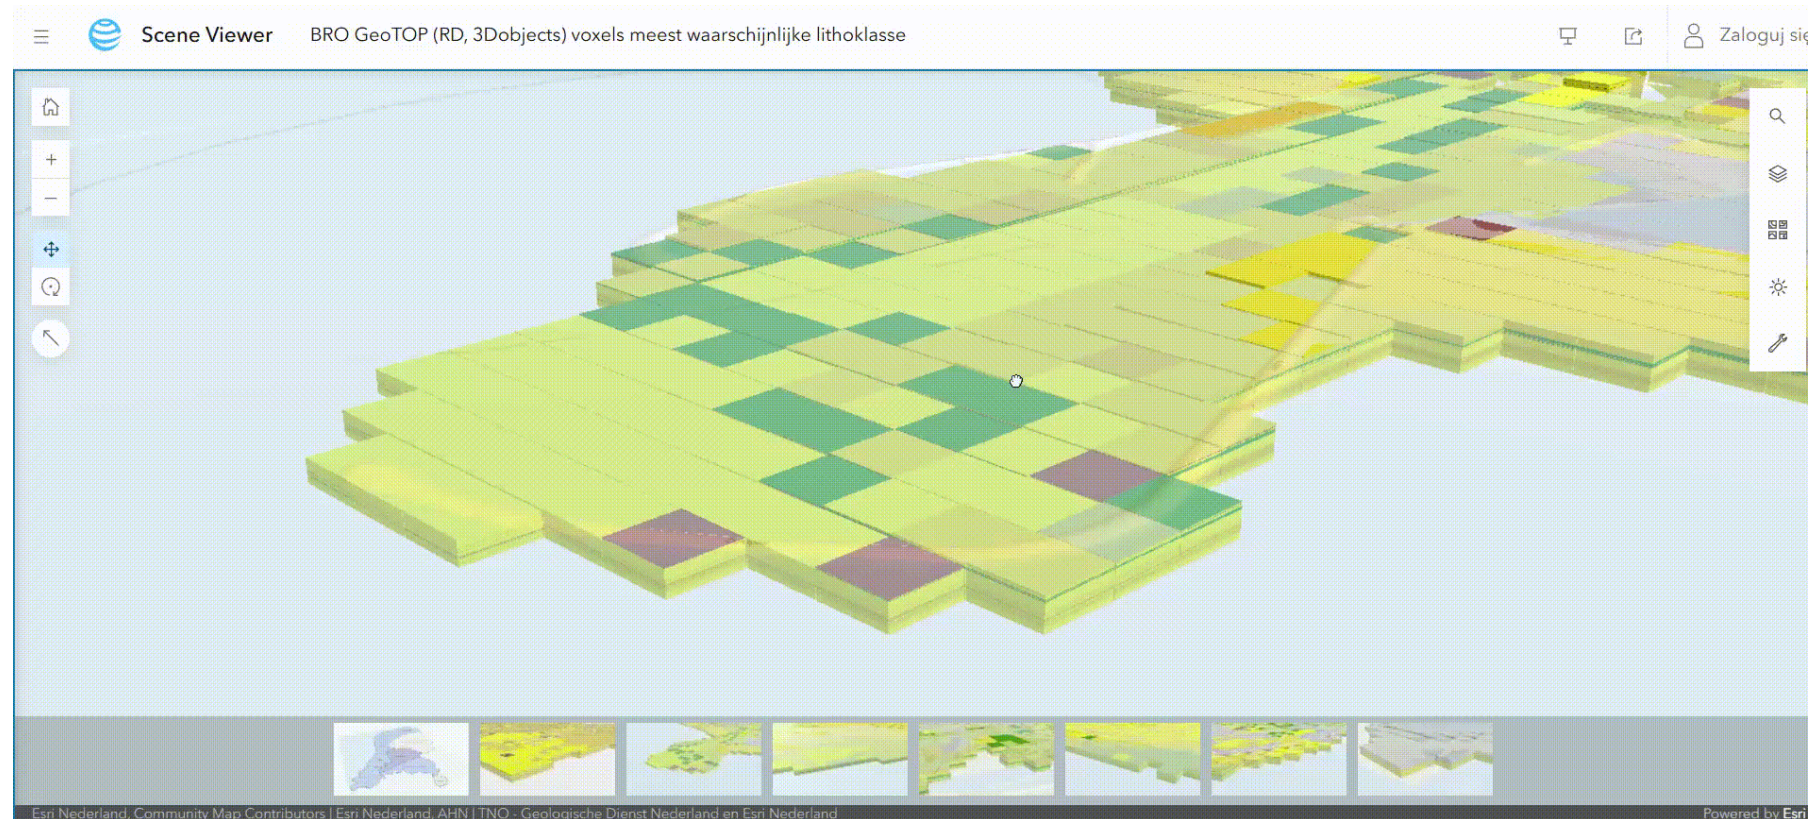 Scene Viewer
BRO GeoTOP (RD, 3Dobjects) voxels meest waarschijnlijke lithoklasse
Zaloguj się
Esri Nederland, Community Map Contributors | Esri Nederland, AHN | TNO - Geologische Dienst Nederland en Esri Nederland
Powered by Esri